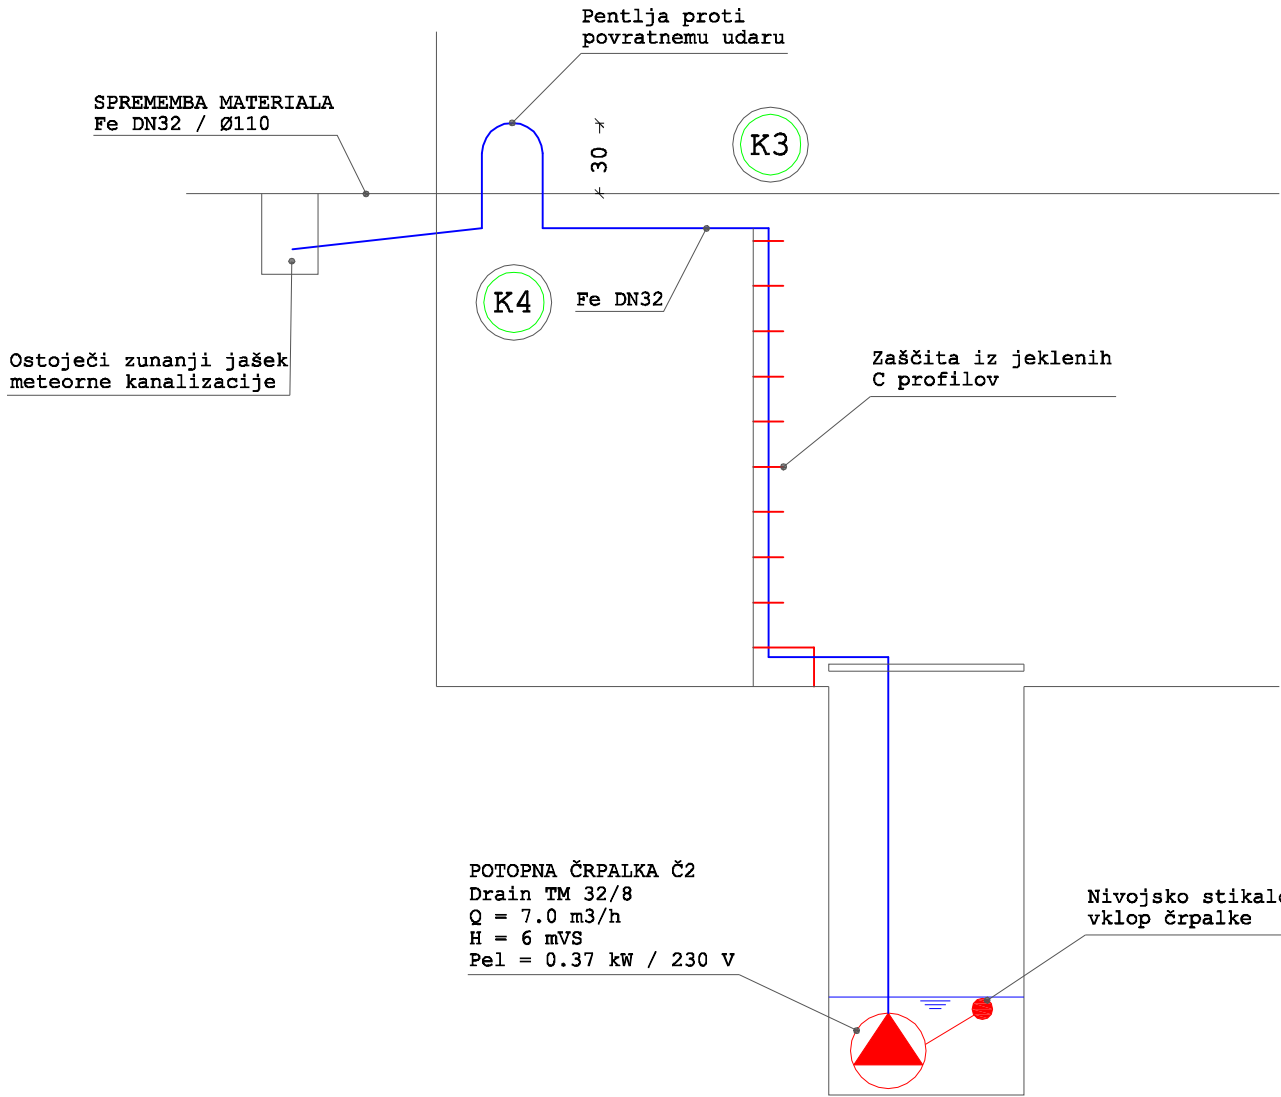 Pentlja proti
povratnemu udaru
SPREMEMBA MATERIALA
Fe DN32 / Ø110
30
K3
K4
Fe DN32
Ostoječi zunanji jašek
meteorne kanalizacije
Zaščita iz jeklenih
C profilov
POTOPNA ČRPALKA Č2
Drain TM 32/8
Q = 7.0 m3/h
H = 6 mVS
Pel = 0.37 kW / 230 V
Nivojsko stikalo
vklop črpalke